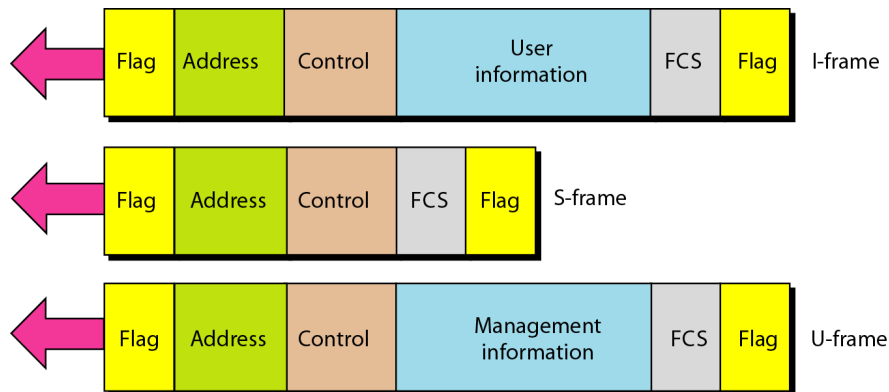 Flag Address Control User information FCS Flag I-frame
Flag Address Control FCS Flag S-frame
Flag Address Control Management information FCS Flag U-frame